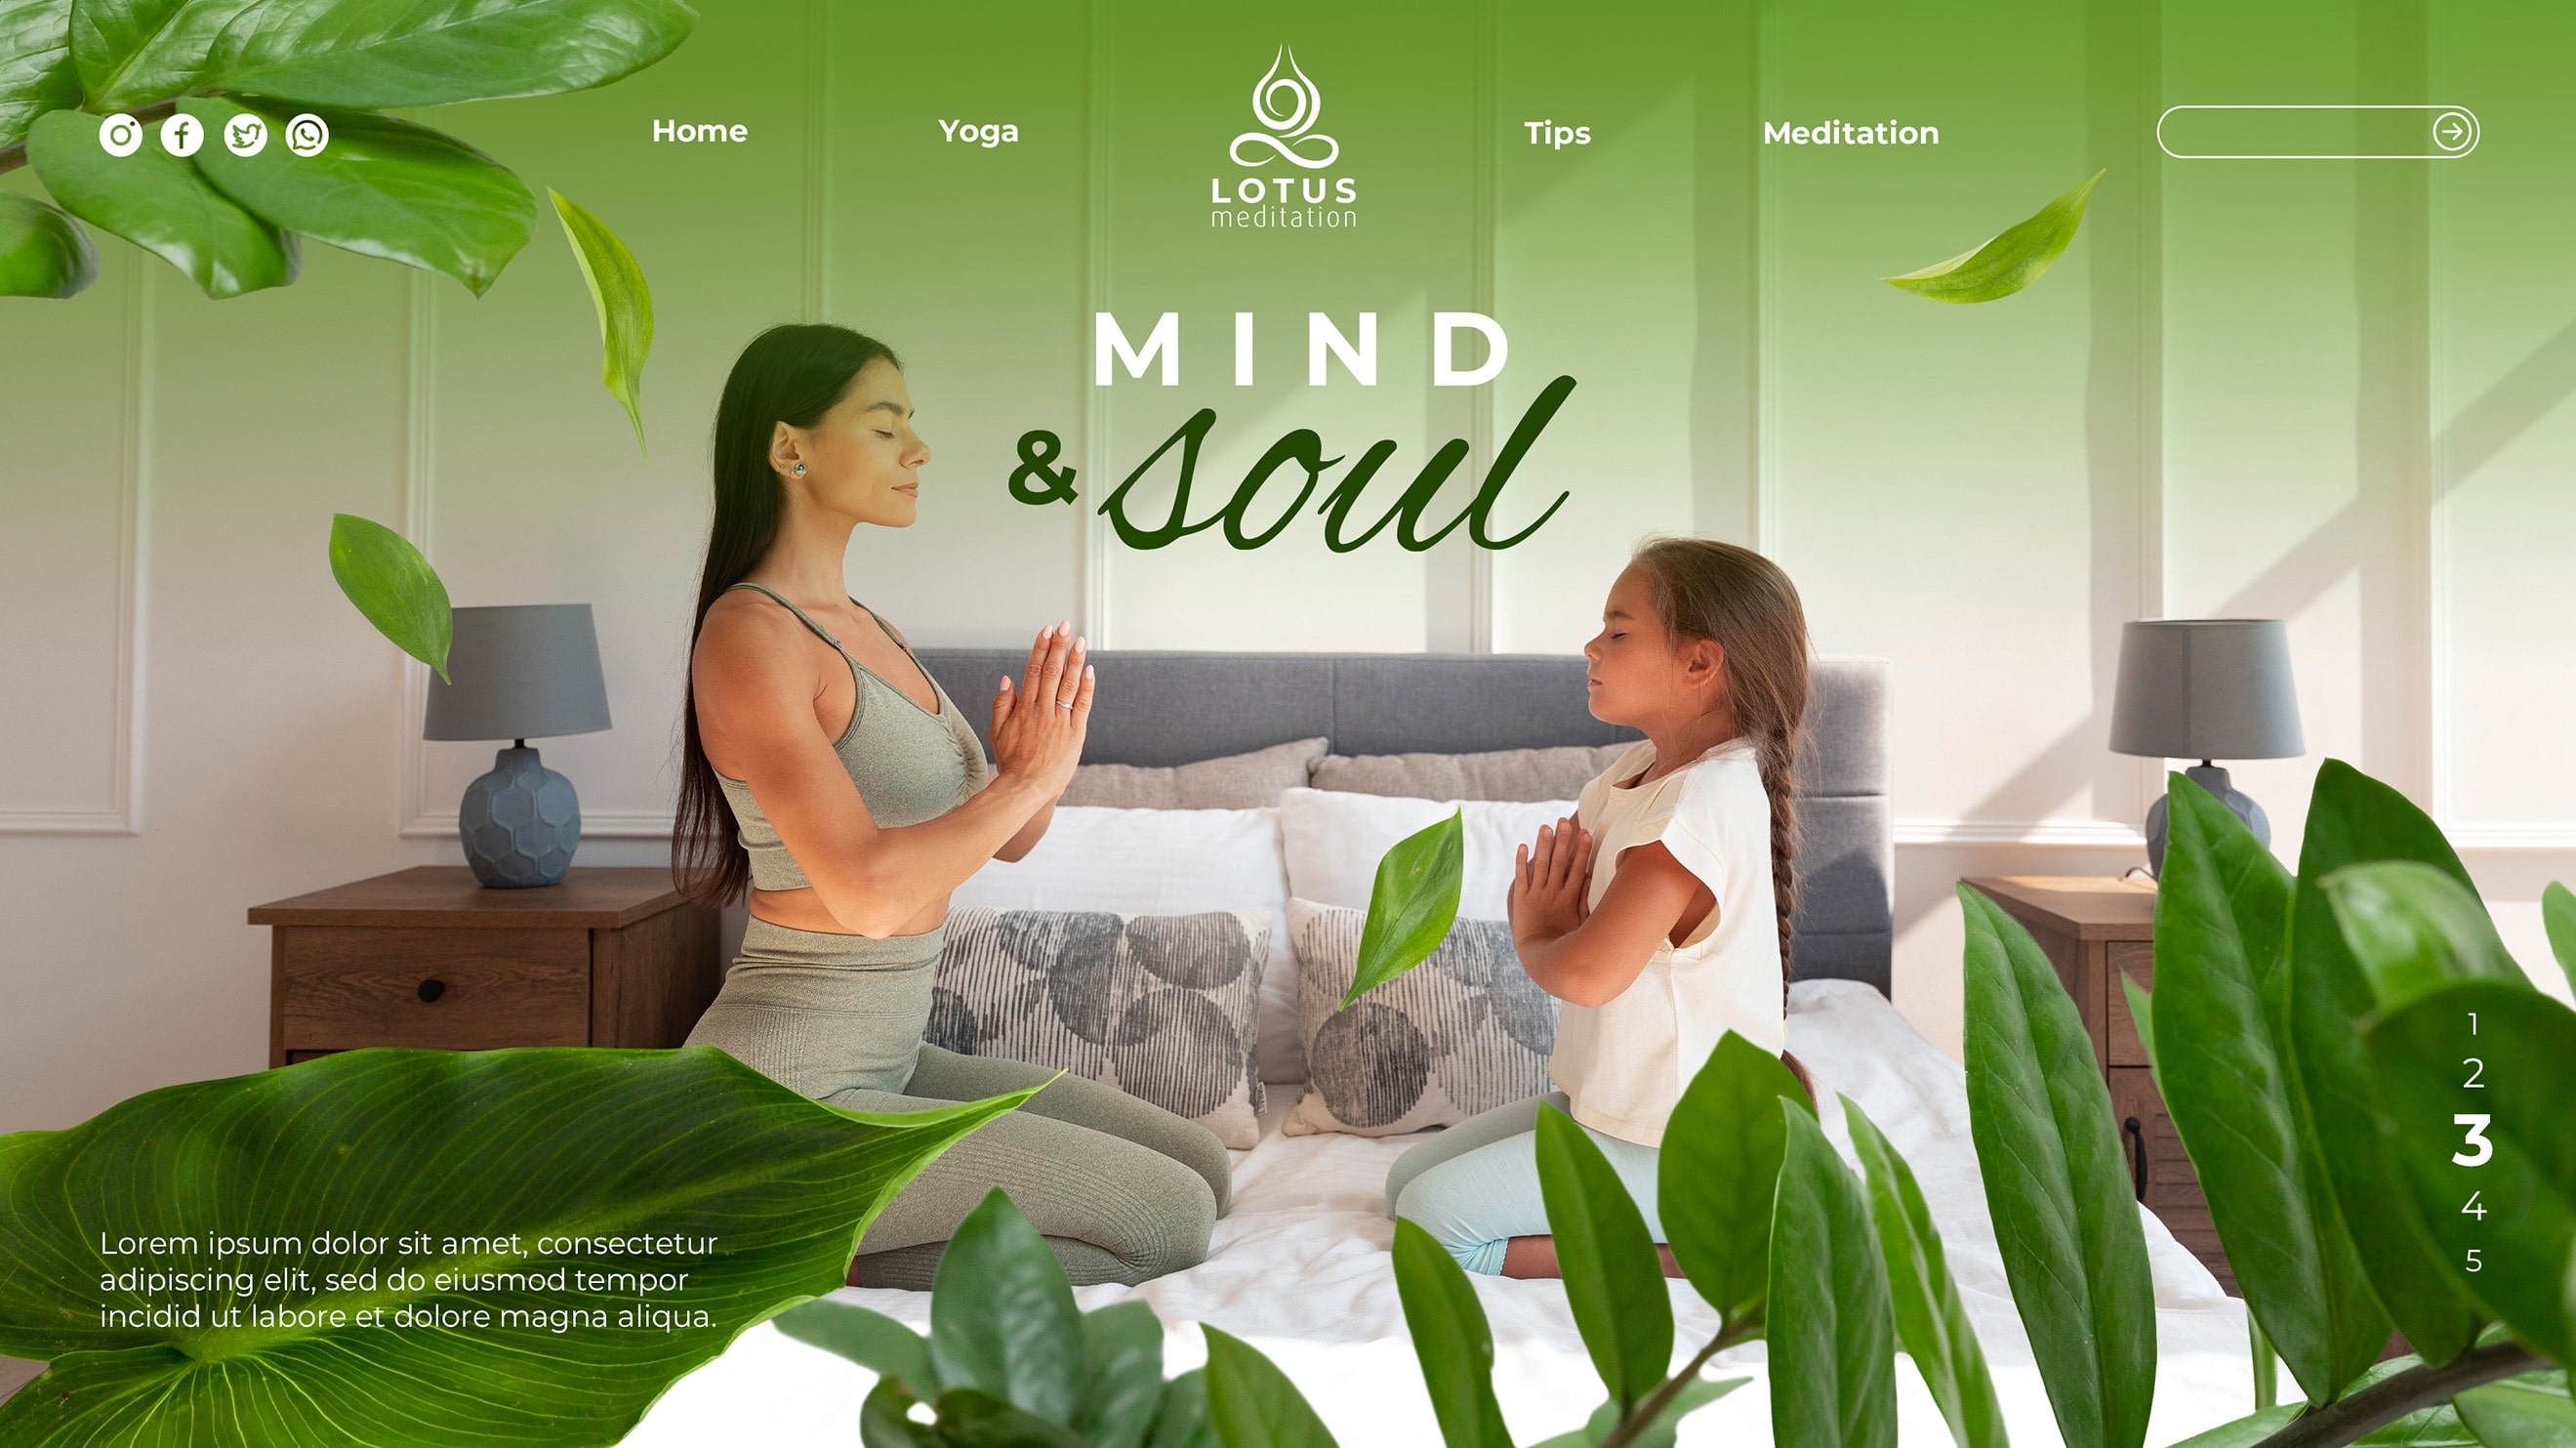 Home
Yoga
LOTUS
meditation
Tips
Meditation
MIND
& soul
Lorem ipsum dolor sit amet, consectetur
adipiscing elit, sed do eiusmod tempor
incidid ut labore et dolore magna aliqua.
1
2
3
4
5